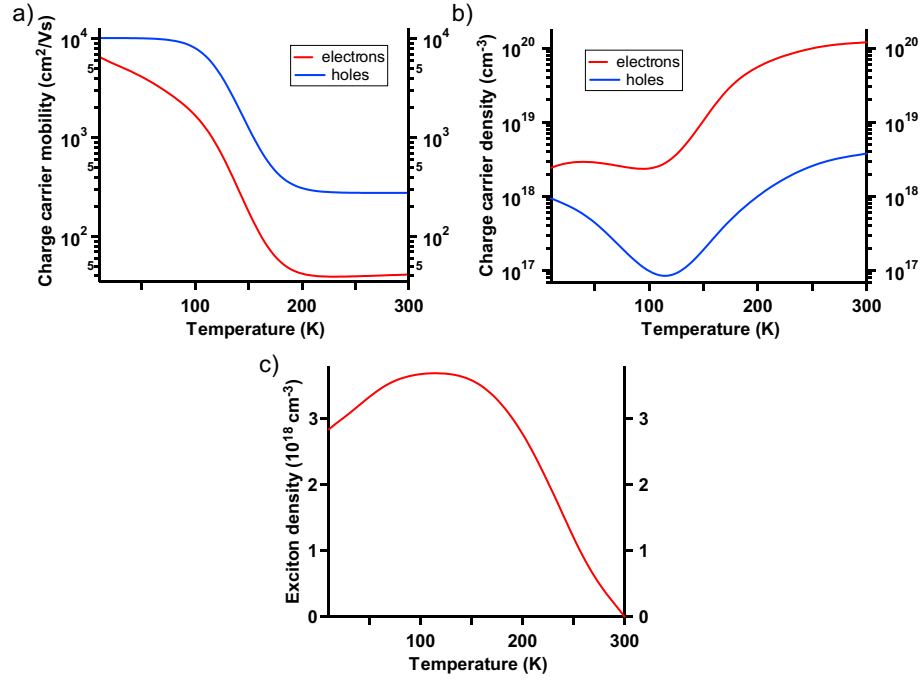 a)
Charge carrier mobility (cm²/Vs)
10⁴
5
10³
5
10²
5
10⁴
5
10³
5
10²
5
electrons
holes
100
200
300
Temperature (K)
b)
Charge carrier density (cm⁻³)
10²⁰
10¹⁹
10¹⁸
10¹⁷
10²⁰
10¹⁹
10¹⁸
10¹⁷
electrons
holes
100
200
300
Temperature (K)
c)
Exciton density (10¹⁸ cm⁻³)
3
2
1
0
3
2
1
0
100
200
300
Temperature (K)